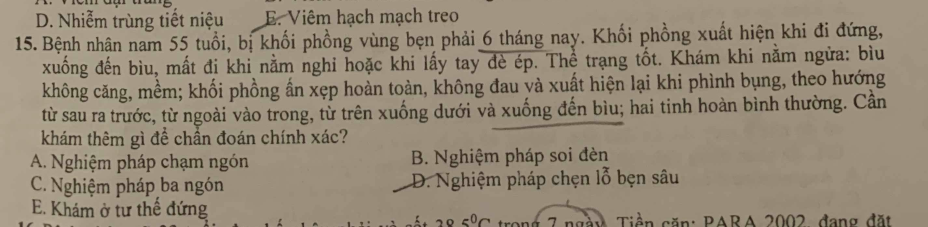 D. Nhiễm trùng tiết niệu E. Viêm hạch mạch treo
15. Bệnh nhân nam 55 tuổi, bị khối phồng vùng bẹn phải 6 tháng nay. Khối phồng xuất hiện khi đi đứng,
xuống đến bìu, mất đi khi nằm nghỉ hoặc khi lấy tay đè ép. Thể trạng tốt. Khám khi nằm ngửa: bìu
không căng, mềm; khối phồng ấn xẹp hoàn toàn, không đau và xuất hiện lại khi phình bụng, theo hướng
từ sau ra trước, từ ngoài vào trong, từ trên xuống dưới và xuống đến bìu; hai tinh hoàn bình thường. Cần
khám thêm gì để chẩn đoán chính xác?
A. Nghiệm pháp chạm ngón B. Nghiệm pháp soi đèn
C. Nghiệm pháp ba ngón D. Nghiệm pháp chẹn lỗ bẹn sâu
E. Khám ở tư thế đứng
trong 7 ngày. Tiền căn: PARA 2002, đang đặt